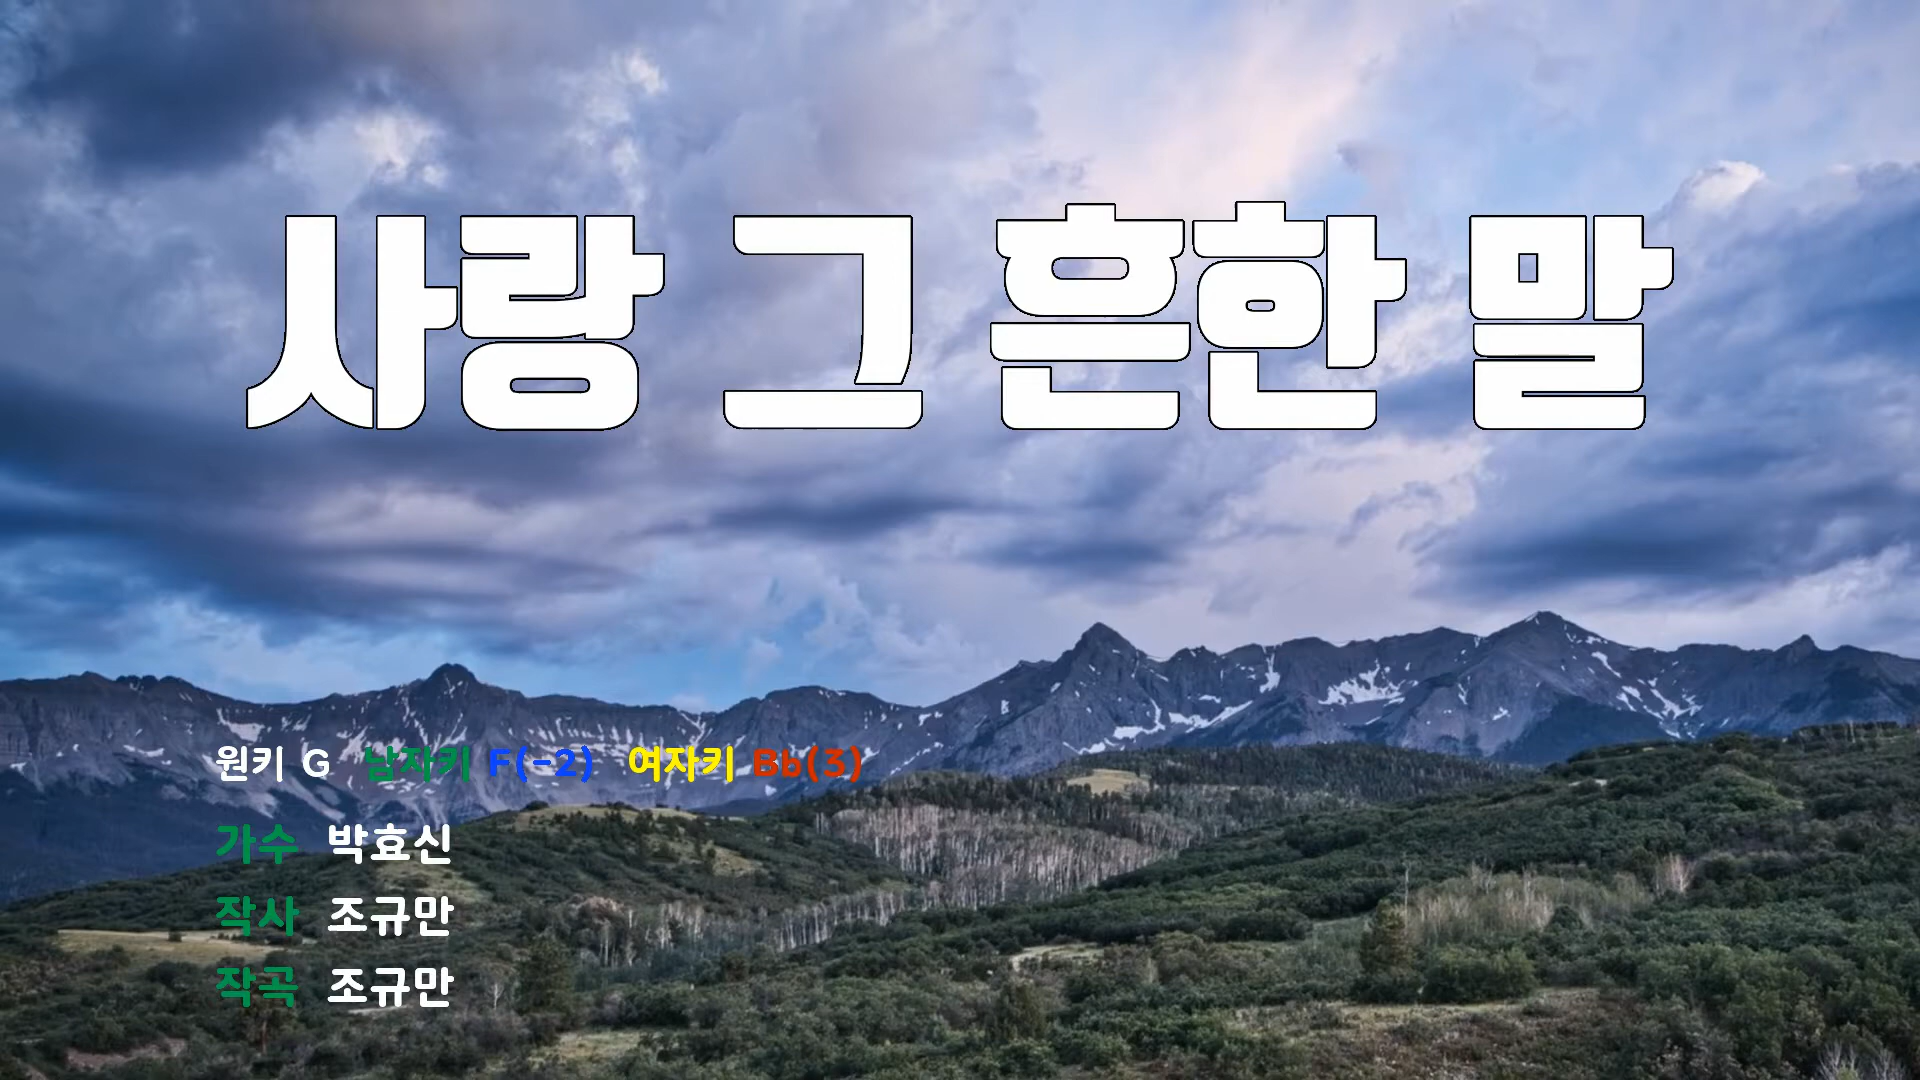 사랑 그 흔한 말
원키 G 남자키 F(-2) 여자키 Bb(3)
가수 박효신
작사 조규만
작곡 조규만